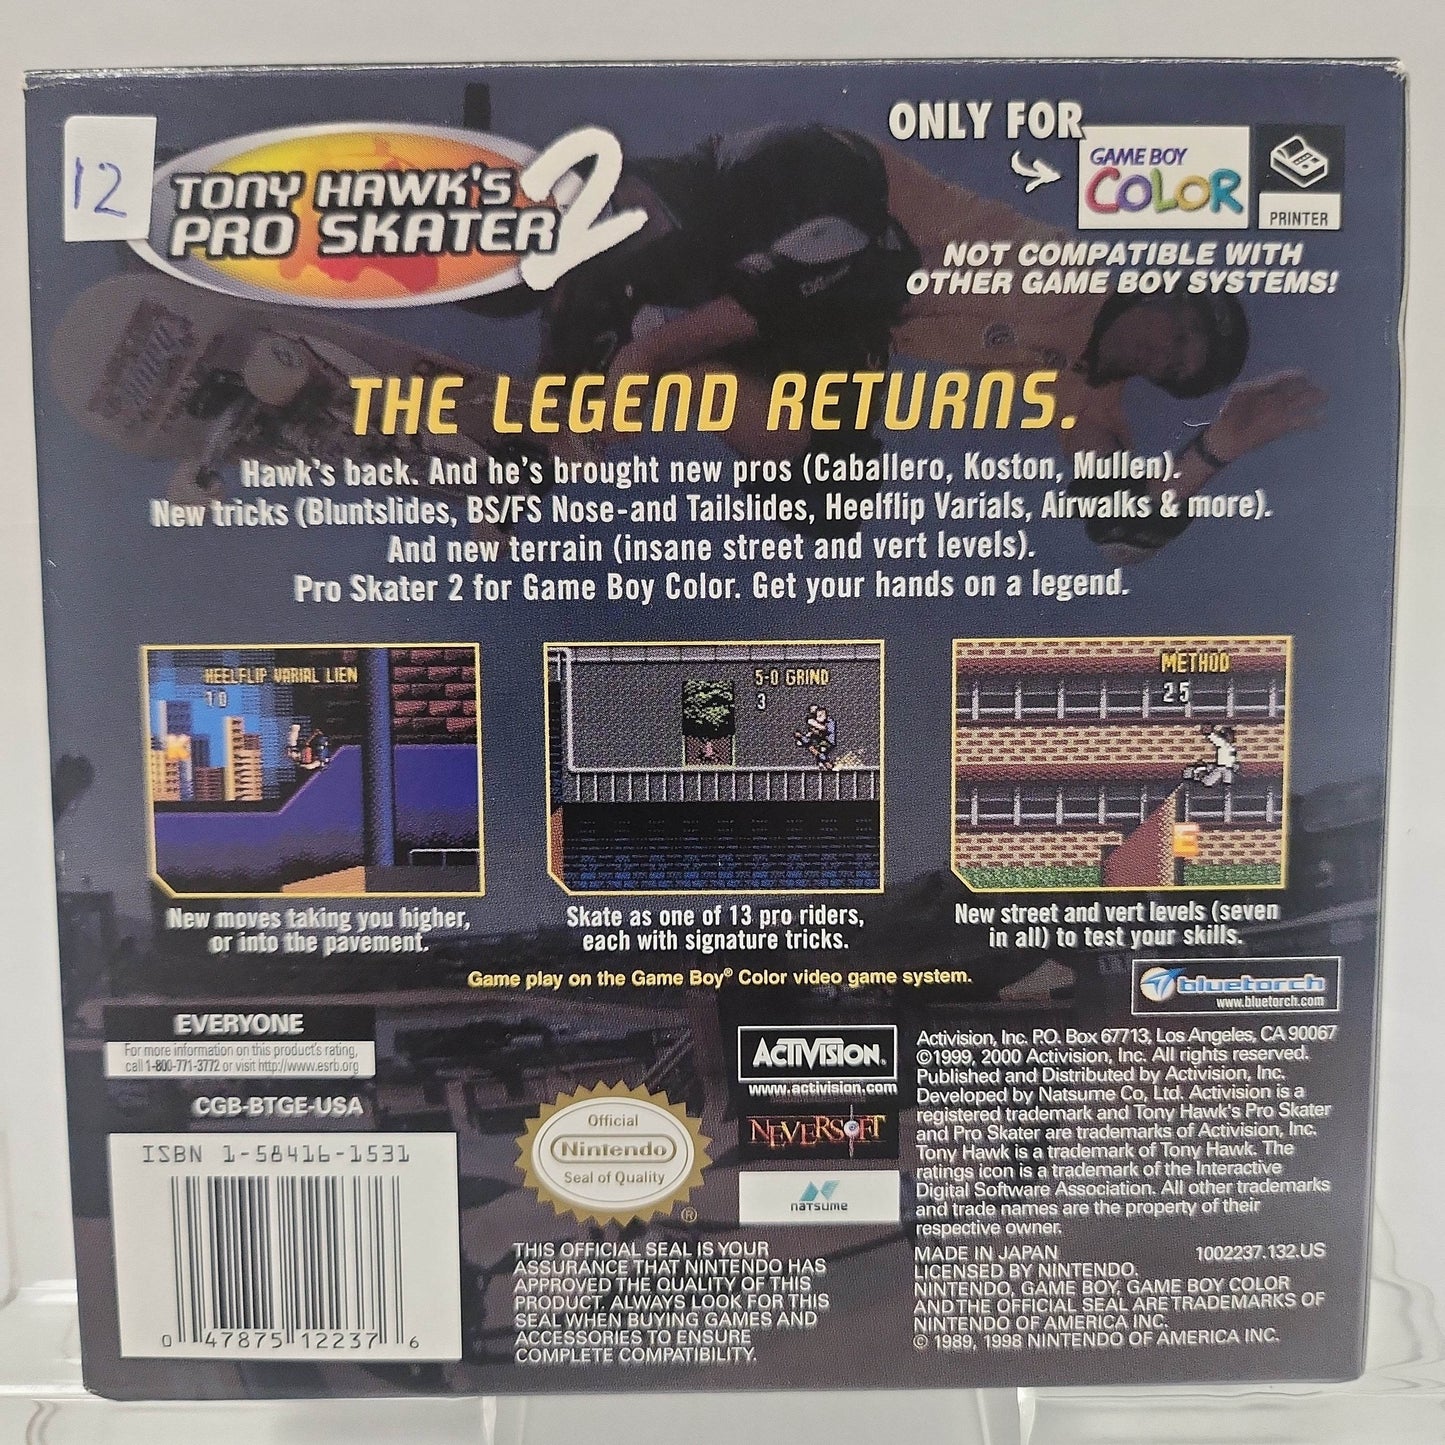 12
TONY HAWK'S
PRO SKATER 2
ONLY FOR
GAME BOY
COLOR
PRINTER
NOT COMPATIBLE WITH
OTHER GAME BOY SYSTEMS!
THE LEGEND RETURNS.
Hawk's back. And he's brought new pros (Caballero, Koston, Mullen).
New tricks (Bluntslides, BS/FS Nose-and Tailslides, Heelflip Varials, Airwalks & more).
And new terrain (insane street and vert levels).
Pro Skater 2 for Game Boy Color. Get your hands on a legend.
HEELFLIP VARIAL LIEN
10
New moves taking you higher,
or into the pavement.
5-0 GRIND
3
Skate as one of 13 pro riders,
each with signature tricks.
METHOD
25
New street and vert levels (seven
in all) to test your skills.
Game play on the Game Boy® Color video game system.
bluetorch
www.bluetorch.com
EVERYONE
For more information on this product's rating,
call 1-800-771-3772 or visit http://www.esrb.org
CGB-BTGE-USA
ISBN 1-58416-1531
0 47875 12237 6
Official
Nintendo
Seal of Quality
®
THIS OFFICIAL SEAL IS YOUR
ASSURANCE THAT NINTENDO HAS
APPROVED THE QUALITY OF THIS
PRODUCT. ALWAYS LOOK FOR THIS
SEAL WHEN BUYING GAMES AND
ACCESSORIES TO ENSURE
COMPLETE COMPATIBILITY.
ACTIVISION.
www.activision.com
NEVERSOFT
NATSUME
Activision, Inc. P.O. Box 67713, Los Angeles, CA 90067
©1999, 2000 Activision, Inc. All rights reserved.
Published and Distributed by Activision, Inc.
Developed by Natsume Co, Ltd. Activision is a
registered trademark and Tony Hawk's Pro Skater
and Pro Skater are trademarks of Activision, Inc.
Tony Hawk is a trademark of Tony Hawk. The
ratings icon is a trademark of the Interactive
Digital Software Association. All other trademarks
and trade names are the property of their
respective owner.
MADE IN JAPAN 1002237.132.US
LICENSED BY NINTENDO.
NINTENDO, GAME BOY, GAME BOY COLOR
AND THE OFFICIAL SEAL ARE TRADEMARKS OF
NINTENDO OF AMERICA INC.
© 1989, 1998 NINTENDO OF AMERICA INC.